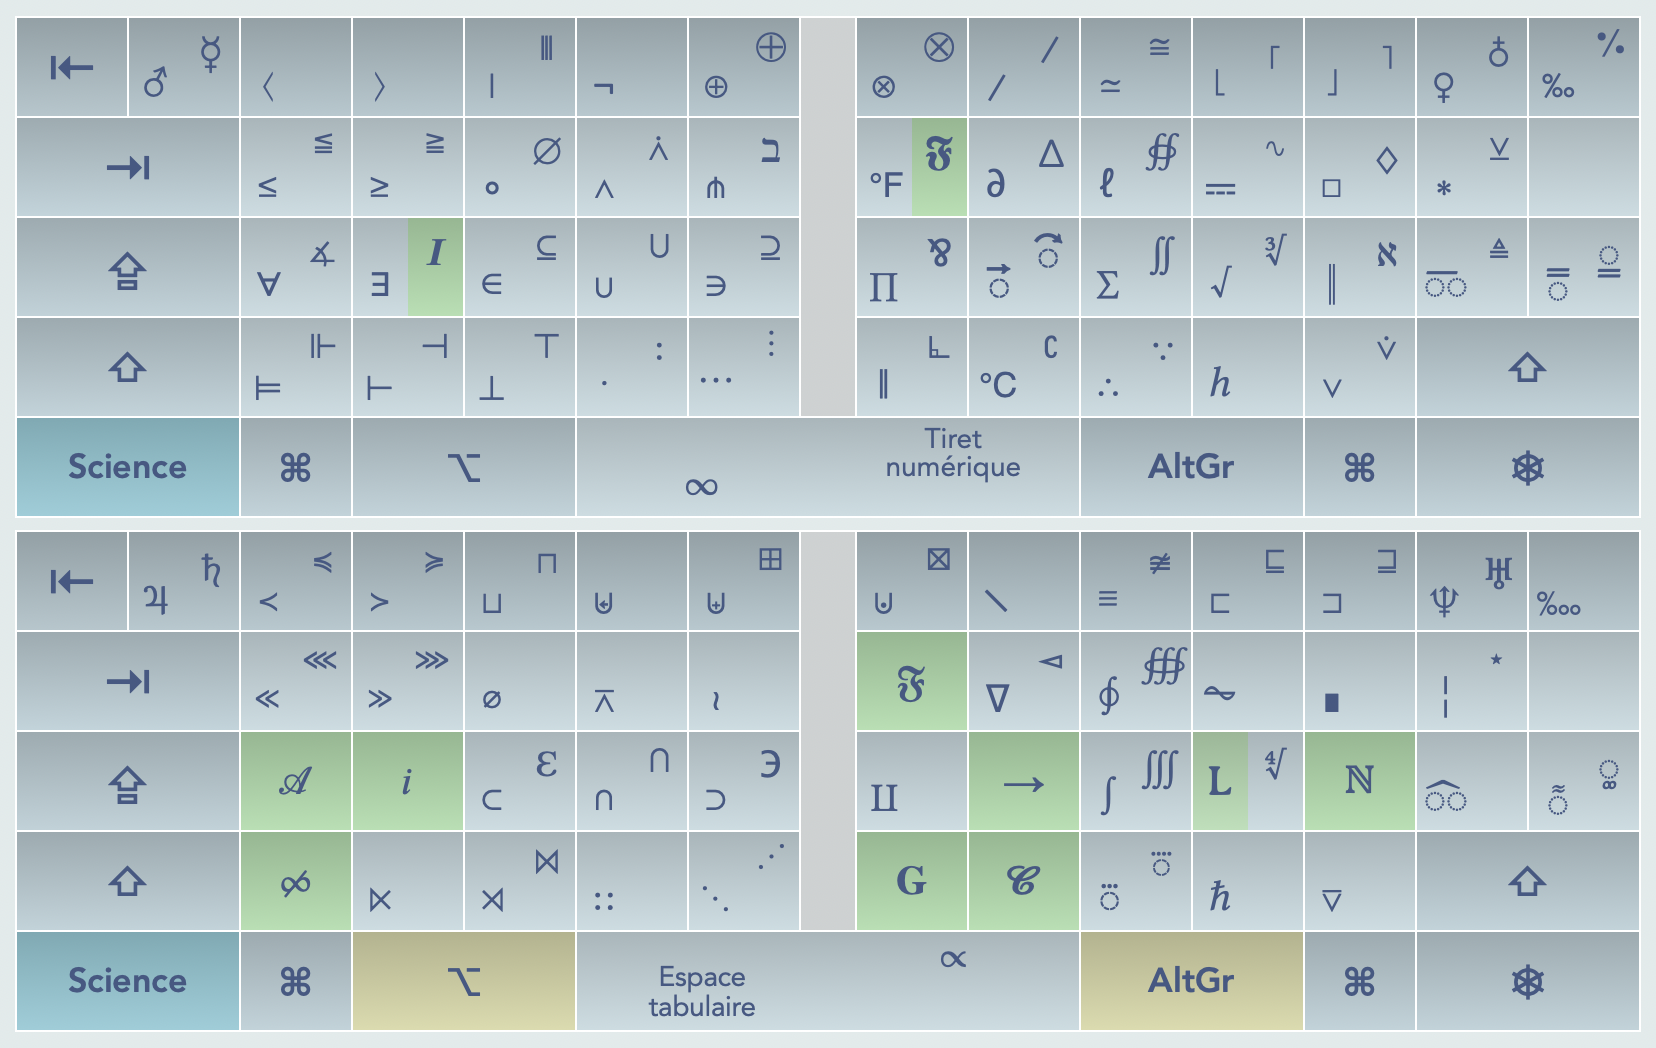 ⇤ ♂ ☿ 〈 〉 | ⦀ ¬ ⊕ ⨁ ⊗ ⨂ / ∕ ≃ ≅ ⌊ ⌈ ⌋ ⌉ ♀ ♁ ‰ ⁒
⇥ ≤ ≦ ≥ ≧ ∘ ∅ ∧ ⩑ ⋔ ℶ °F 𝕱 ∂ ∆ ℓ ∯ ⎓ ∿ □ ◊ ∗ ⊻
∀ ∡ ∃ 𝑰 ∈ ⊆ ∪ ⋃ ∋ ⊇ ∏ ⅋ ◌⃗ ◌͡ ∑ ∬ √ ∛ ‖ ℵ ◌͞◌ ≜ ◌̿ ◌̳
⇧ ⊨ ⊩ ⊢ ⊣ ⊥ ⊤ · : … ⋮ ∥ ⊾ °C ∁ ∴ ∵ ℎ ∨ ⩒ ⇧
Science ⌘ ⌥ ∞ Tiret
numérique AltGr ⌘ ⎈
⇤ ♃ ♄ ≺ ≼ ≻ ≽ ⊔ ⊓ ⊌ ⊎ ⊞ ⊍ ⊠ ∖ ≡ ≇ ⊏ ⊑ ⊐ ⊒ ♆ ♅ ‱
⇥ ≪ ⋘ ≫ ⋙ ⌀ ⊼ ≀ 𝕱 ∇ ⊲ ∮ ∰ ⏦ ∎ ¦ ⋆
𝒜 𝑖 ⊂ ℇ ∩ ⋂ ⊃ ϶ ∐ → ∫ ∭ L ∜ ℕ ◌͡◌
⇧ ∝̸ ⋉ ⋊ ⋈ ∷ ⋱ ⋰ G 𝓒 ◌⃛ ◌⃜ ℏ ⊽ ⇧
Science ⌘ ⌥ Espace
tabulaire ∝ AltGr ⌘ ⎈